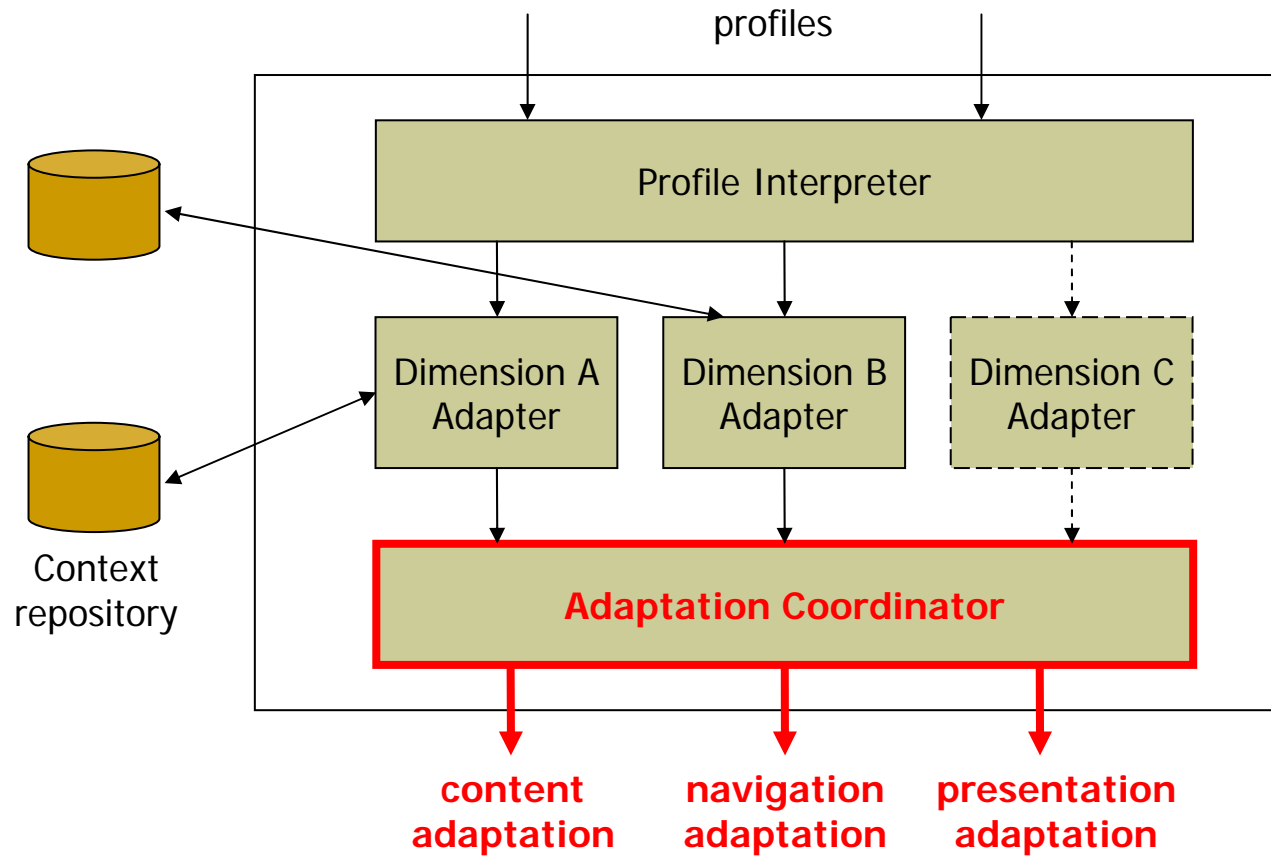 profiles
Profile Interpreter
Dimension A
Adapter
Dimension B
Adapter
Dimension C
Adapter
Context
repository
Adaptation Coordinator
content
adaptation
navigation
adaptation
presentation
adaptation